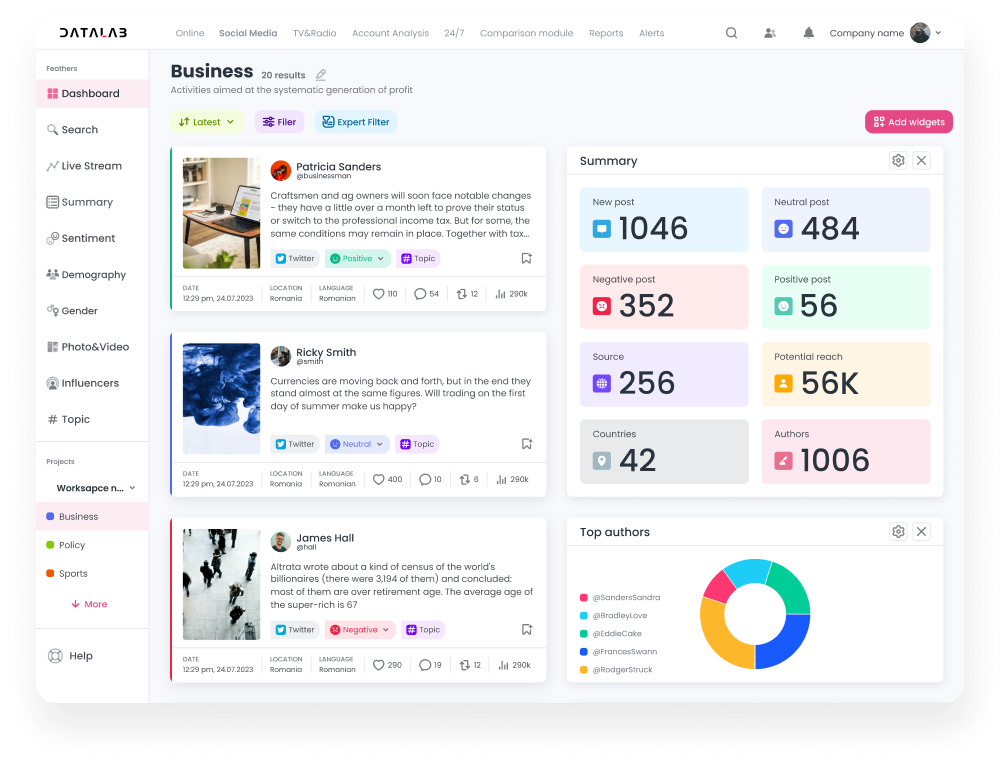 DATALAB
Online Social Media TV&Radio Account Analysis 24/7 Comparison module Reports Alerts
Company name
Feathers
Dashboard
Search
Live Stream
Summary
Sentiment
Demography
Gender
Photo&Video
Influencers
Topic
Projects
Worksapce n...
Business
Policy
Sports
More
Help
Business 20 results
Activities aimed at the systematic generation of profit
Latest Filer Expert Filter
Add widgets
Patricia Sanders
@businessman
Craftsmen and ag owners will soon face notable changes
- they have a little over a month left to prove their status
or switch to the professional income tax. But for some, the
same conditions may remain in place. Together with tax...
Twitter Positive Topic
DATE LOCATION LANGUAGE
12:29 pm, 24.07.2023 Romania Romanian 110 54 12 290k
Ricky Smith
@smith
Currencies are moving back and forth, but in the end they
stand almost at the same figures. Will trading on the first
day of summer make us happy?
Twitter Neutral Topic
DATE LOCATION LANGUAGE
12:29 pm, 24.07.2023 Romania Romanian 400 10 6 290k
James Hall
@hall
Altrata wrote about a kind of census of the world's
billionaires (there were 3,194 of them) and concluded:
most of them are over retirement age. The average age of
the super-rich is 67
Twitter Negative Topic
DATE LOCATION LANGUAGE
12:29 pm, 24.07.2023 Romania Romanian 290 19 12 290k
Summary
New post
1046
Neutral post
484
Negative post
352
Positive post
56
Source
256
Potential reach
56K
Countries
42
Authors
1006
Top authors
@SandersSandra
@BradleyLove
@EddieCake
@FrancesSwann
@RodgerStruck